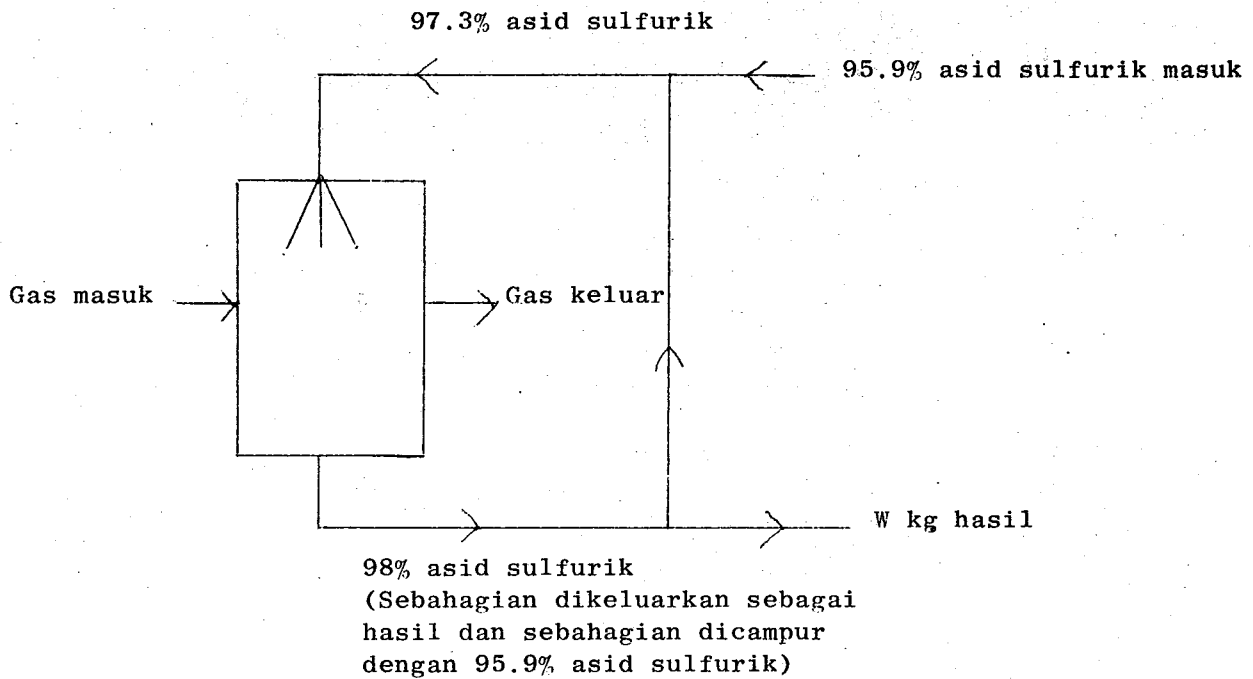 97.3% asid sulfurik
95.9% asid sulfurik masuk
Gas masuk
Gas keluar
W kg hasil
98% asid sulfurik
(Sebahagian dikeluarkan sebagai
hasil dan sebahagian dicampur
dengan 95.9% asid sulfurik)